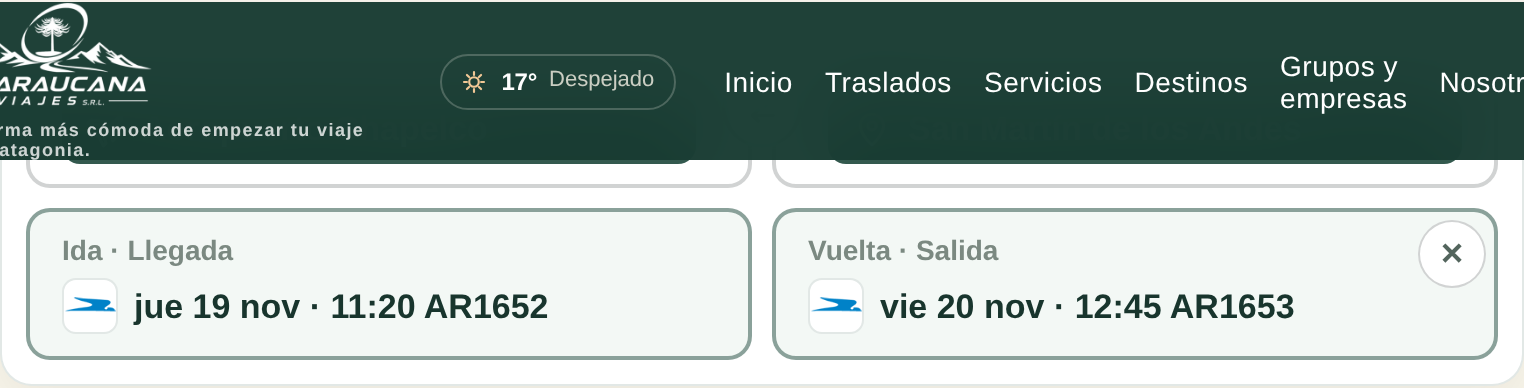 ARAUCANA
VIAJES S.R.L.
rma más cómoda de empezar tu viaje
atagonia.
17° Despejado
Inicio
Traslados
Servicios
Destinos
Grupos y
empresas
Nosotr
Ida · Llegada
jue 19 nov · 11:20 AR1652
Vuelta · Salida
vie 20 nov · 12:45 AR1653